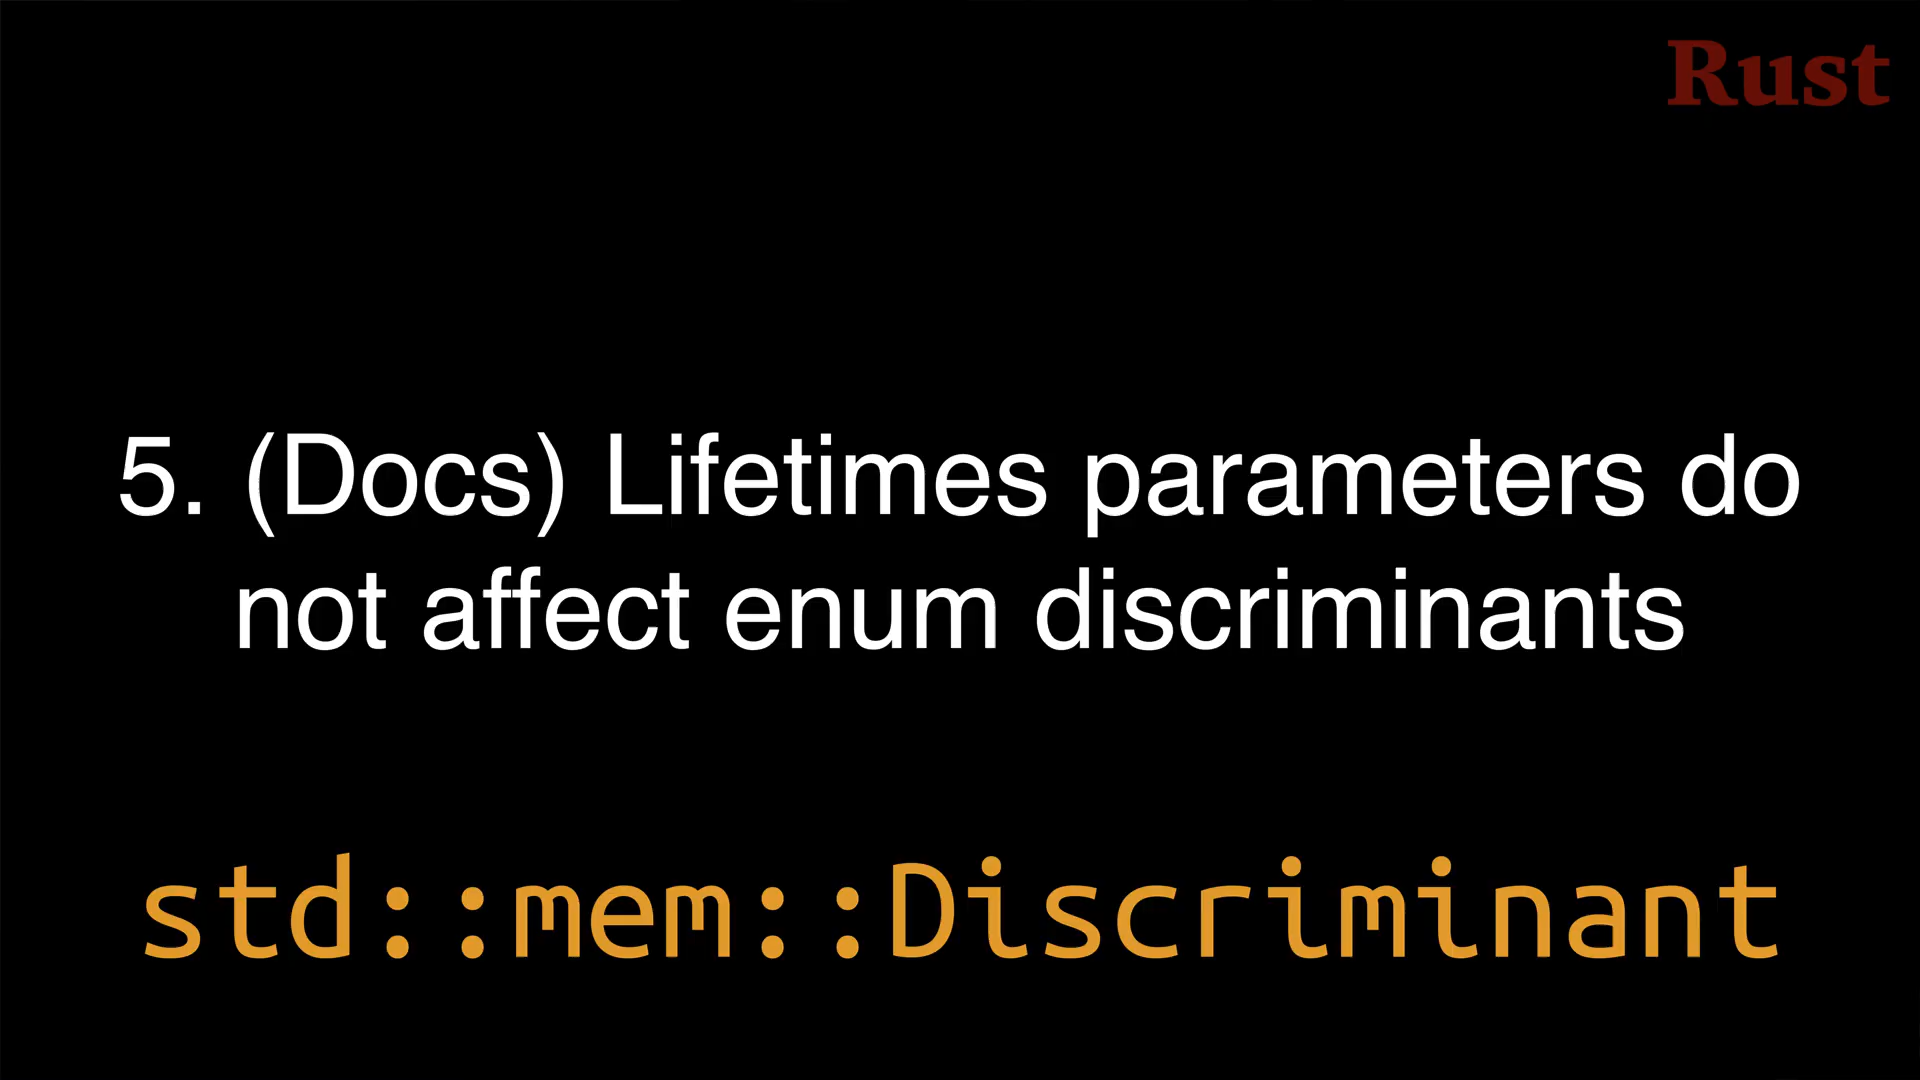 Rust
5. (Docs) Lifetimes parameters do
not affect enum discriminants
std::mem::Discriminant